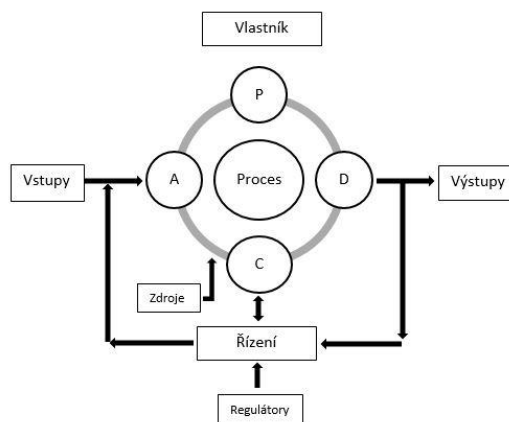 Vlastník
P
Vstupy
A
Proces
D
Výstupy
C
Zdroje
Řízení
Regulátory